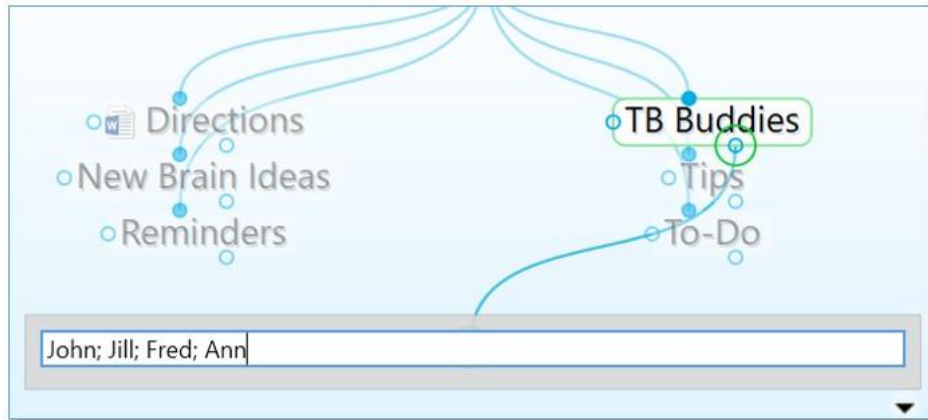 Directions
New Brain Ideas
Reminders
TB Buddies
Tips
To-Do
John; Jill; Fred; Ann